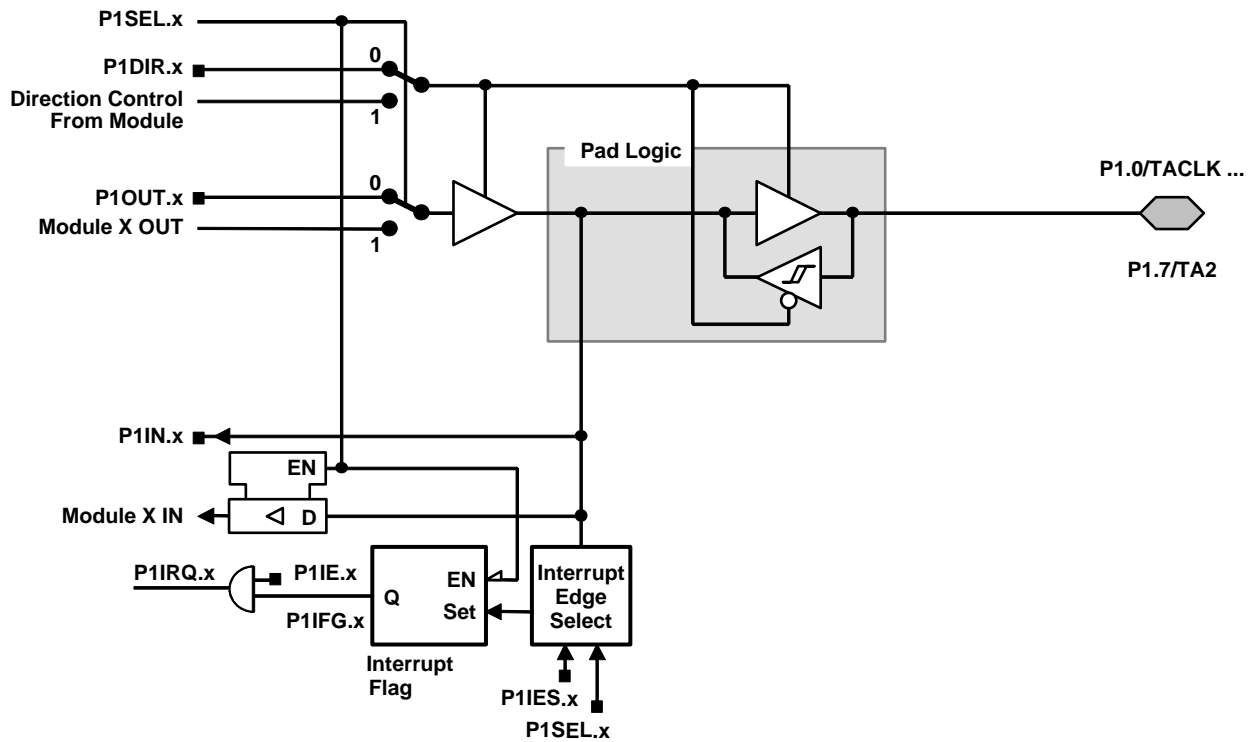 P1SEL.x
P1DIR.x
0
Direction Control
From Module
1
Pad Logic
P1OUT.x
0
Module X OUT
1
P1.0/TACLK ...
P1.7/TA2
P1IN.x
EN
Module X IN
D
P1IRQ.x
P1IE.x
P1IFG.x
Q
EN
Set
Interrupt
Edge
Select
Interrupt
Flag
P1IES.x
P1SEL.x